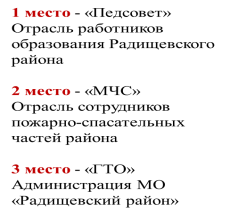 1 место - «Педсовет»
Отрасль работников
образования Радищевского
района
2 место - «МЧС»
Отрасль сотрудников
пожарно-спасательных
частей района
3 место - «ГТО»
Администрация МО
«Радищевский район»